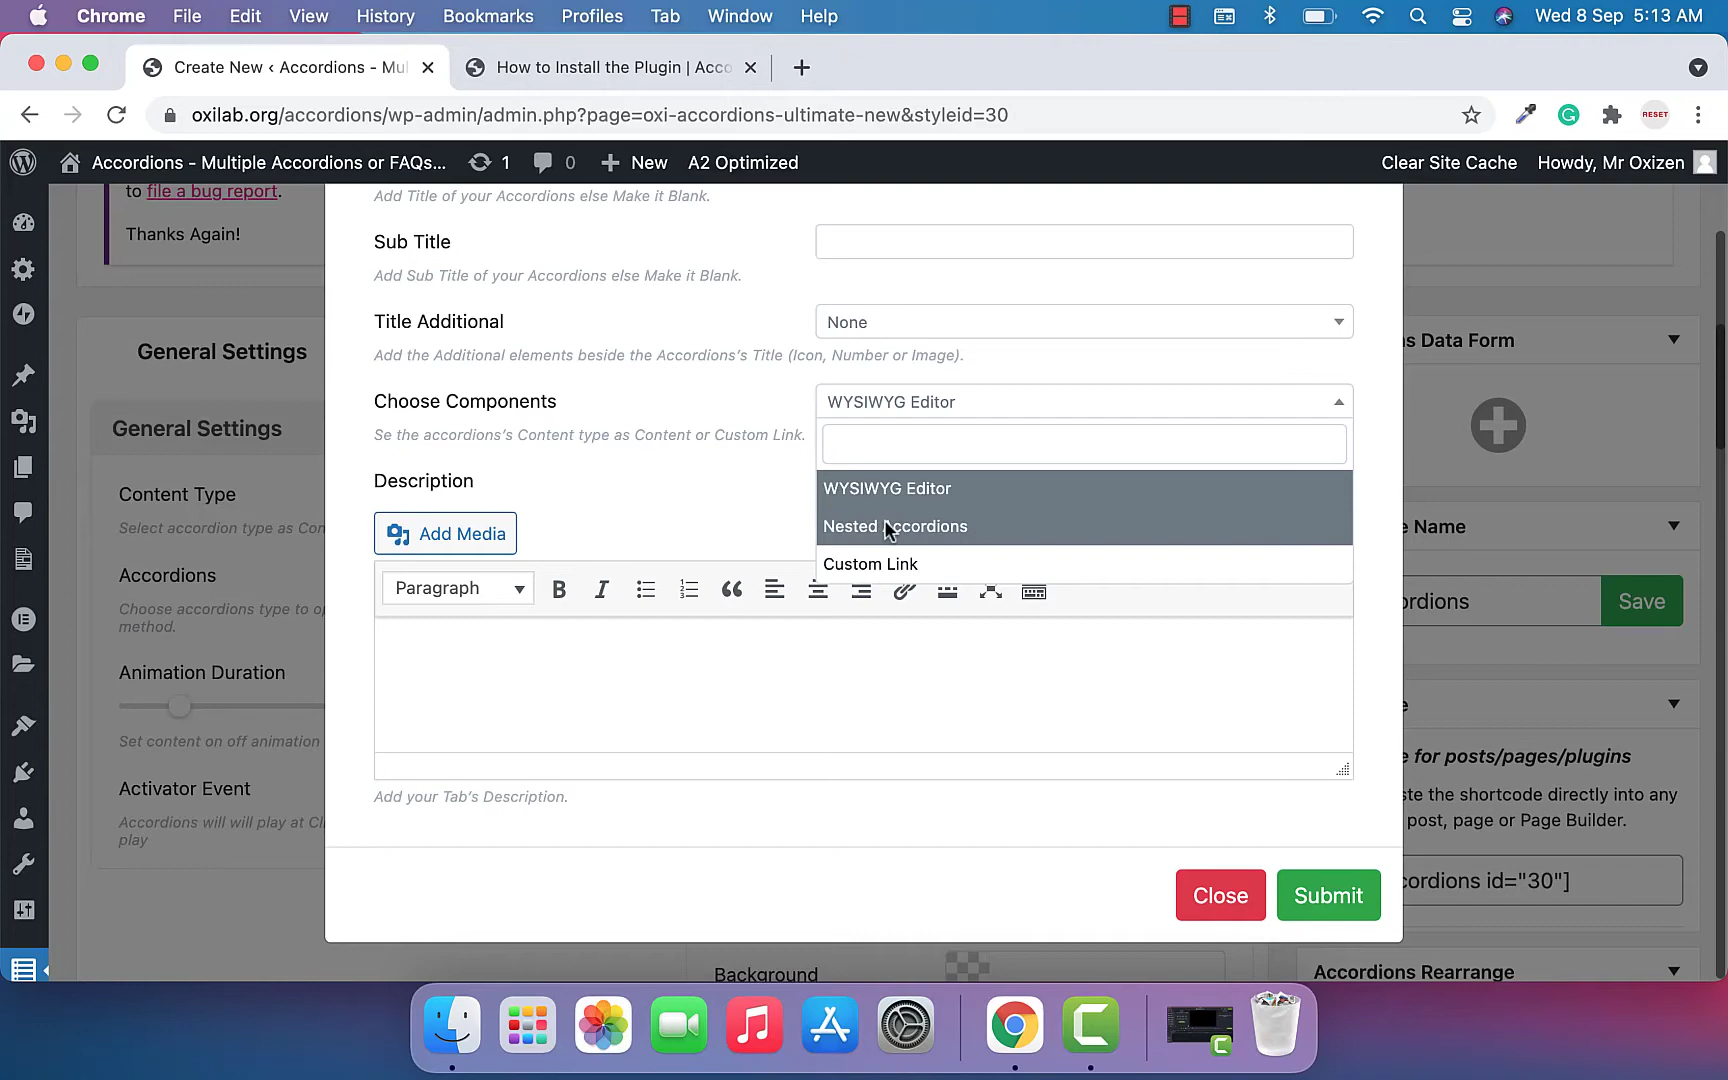 Chrome File Edit View History Bookmarks Profiles Tab Window Help Wed 8 Sep 5:13 AM
Create New ‹ Accordions - Mul How to Install the Plugin | Acco
oxilab.org/accordions/wp-admin/admin.php?page=oxi-accordions-ultimate-new&styleid=30 RESET
Accordions - Multiple Accordions or FAQs... 1 0 New A2 Optimized Clear Site Cache Howdy, Mr Oxizen
to file a bug report.
Thanks Again!
General Settings
General Settings
Content Type
Select accordion type as Con
Accordions
Choose accordions type to op
method.
Animation Duration
Set content on off animation
Activator Event
Accordions will will play at Cl
play
Add Title of your Accordions else Make it Blank.
Sub Title
Add Sub Title of your Accordions else Make it Blank.
Title Additional None
Add the Additional elements beside the Accordions's Title (Icon, Number or Image).
Choose Components WYSIWYG Editor
Se the accordions's Content type as Content or Custom Link.
WYSIWYG Editor
Nested Accordions
Custom Link
Description
Add Media
Paragraph
Add your Tab's Description.
Close Submit
Background
s Data Form
e Name
ordions Save
e
e for posts/pages/plugins
ste the shortcode directly into any
post, page or Page Builder.
cordions id="30"]
Accordions Rearrange